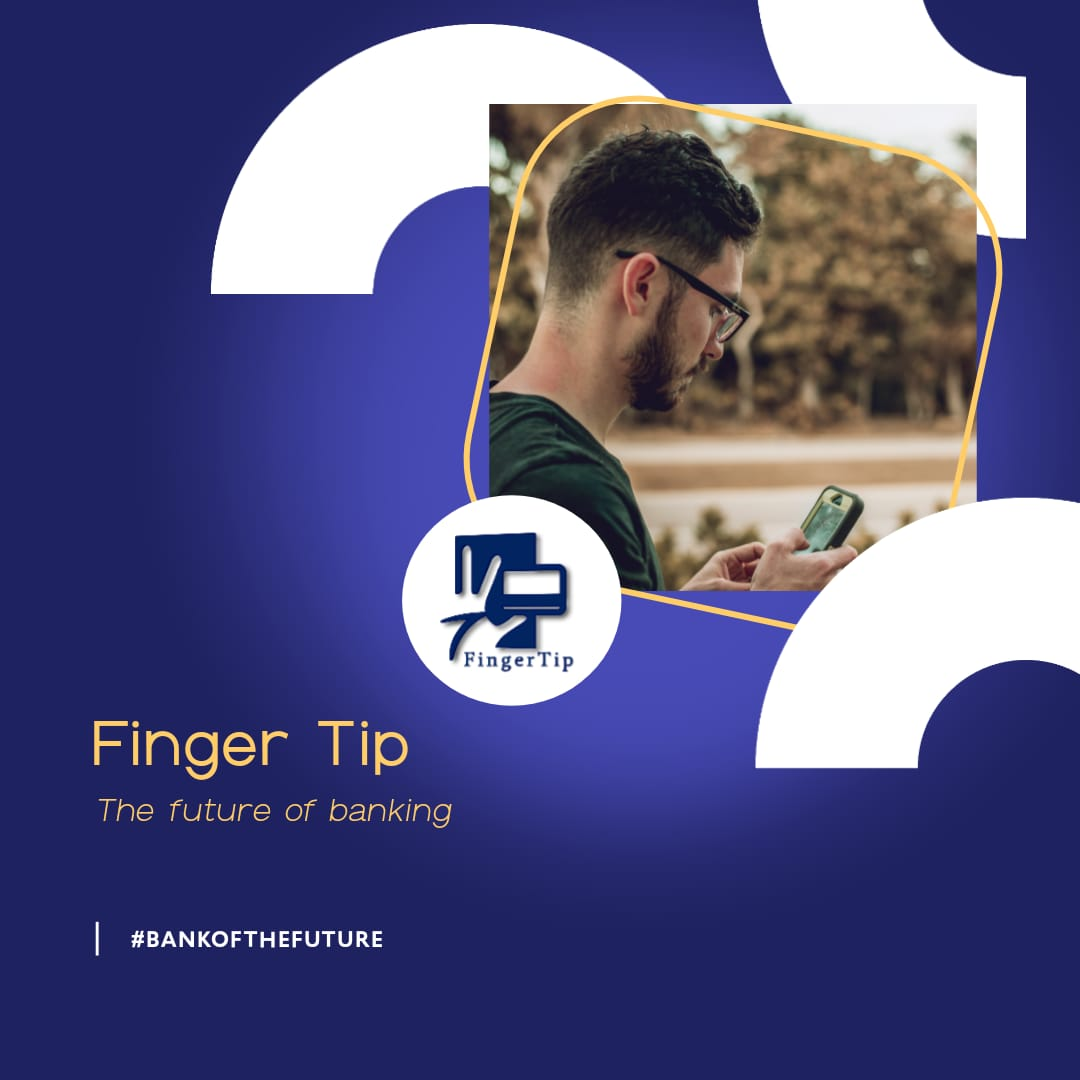 FingerTip
Finger Tip
The future of banking
#BANKOFTHEFUTURE